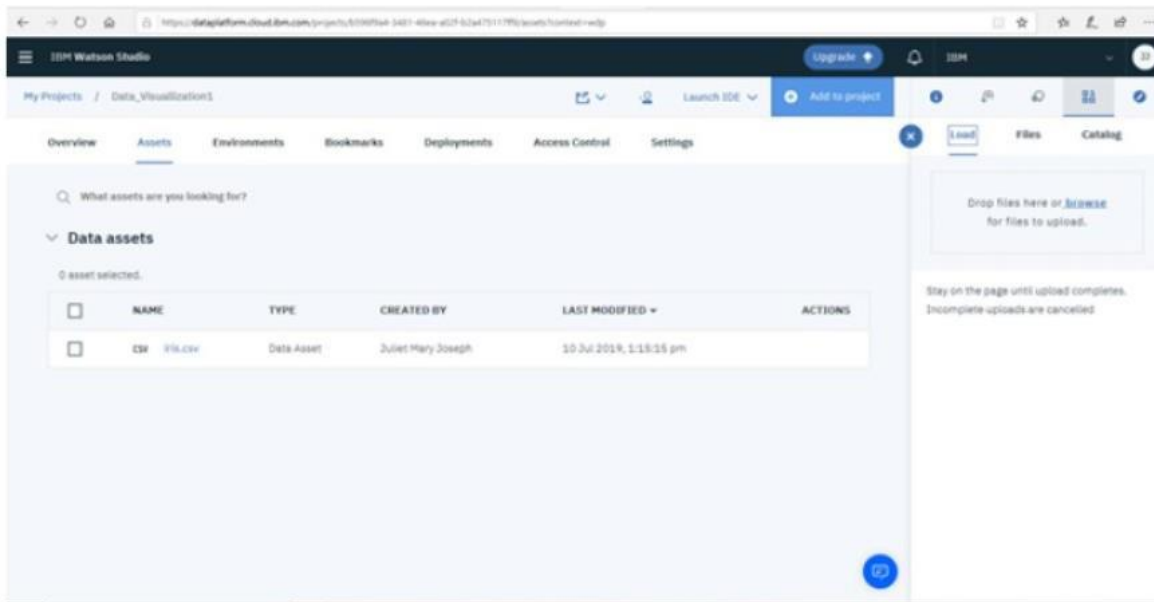 IBM Watson Studio
Upgrade
IBM
My Projects / Data_Visuallization1
Launch IDE
Add to project
Overview Assets Environments Bookmarks Deployments Access Control Settings
Load Files Catalog
What assets are you looking for?
Drop files here or browse
for files to upload.
Data assets
0 asset selected.
Stay on the page until upload completes.
Incomplete uploads are cancelled
NAME TYPE CREATED BY LAST MODIFIED ACTIONS
CSV iris.csv Data Asset Juliet Mary Joseph 10 Jul 2019, 1:15:15 pm